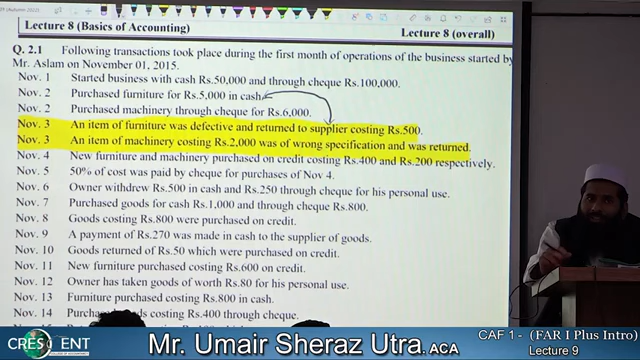 Lecture 8 (Basics of Accounting)
Lecture 8 (overall)
Q. 2.1 Following transactions took place during the first month of operations of the business started by
Mr. Aslam on November 01, 2015.
Nov. 1 Started business with cash Rs.50,000 and through cheque Rs.100,000.
Nov. 2 Purchased furniture for Rs.5,000 in cash
Nov. 2 Purchased machinery through cheque for Rs.6,000.
Nov. 3 An item of furniture was defective and returned to supplier costing Rs.500.
Nov. 3 An item of machinery costing Rs.2,000 was of wrong specification and was returned.
Nov. 4 New furniture and machinery purchased on credit costing Rs.400 and Rs.200 respectively.
Nov. 5 50% of cost was paid by cheque for purchases of Nov 4.
Nov. 6 Owner withdrew Rs.500 in cash and Rs.250 through cheque for his personal use.
Nov. 7 Purchased goods for cash Rs.1,000 and through cheque Rs.800.
Nov. 8 Goods costing Rs.800 were purchased on credit.
Nov. 9 A payment of Rs.270 was made in cash to the supplier of goods.
Nov. 10 Goods returned of Rs.50 which were purchased on credit.
Nov. 11 New furniture purchased costing Rs.600 on credit.
Nov. 12 Owner has taken goods of worth Rs.80 for his personal use.
Nov. 13 Furniture purchased costing Rs.800 in cash.
Nov. 14 costing Rs.400 through cheque.
CRESCENT
Mr. Umair Sheraz Utra. ACA
CAF 1 - (FAR I Plus Intro)
Lecture 9